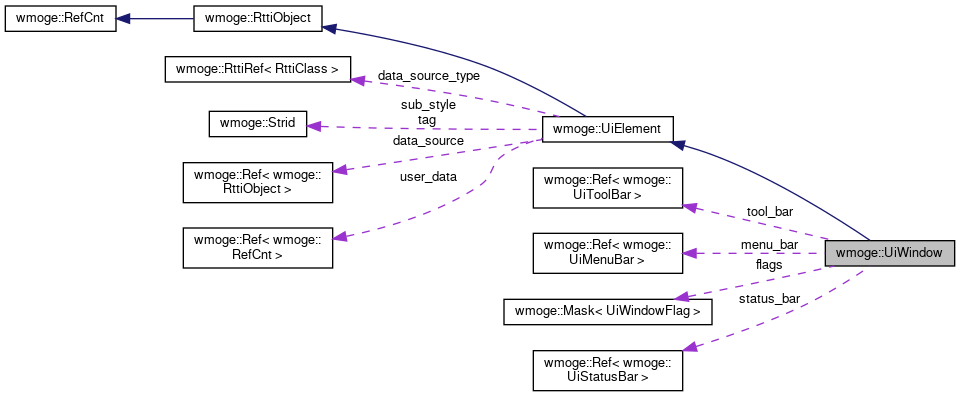 wmoge::RefCnt
wmoge::RttiObject
wmoge::RttiRef< RttiClass >
data_source_type
sub_style
tag
wmoge::Strid
wmoge::UiElement
data_source
wmoge::Ref< wmoge::
RttiObject >
user_data
wmoge::Ref< wmoge::
UiToolBar >
tool_bar
wmoge::Ref< wmoge::
RefCnt >
wmoge::Ref< wmoge::
UiMenuBar >
menu_bar
wmoge::UiWindow
flags
wmoge::Mask< UiWindowFlag >
status_bar
wmoge::Ref< wmoge::
UiStatusBar >